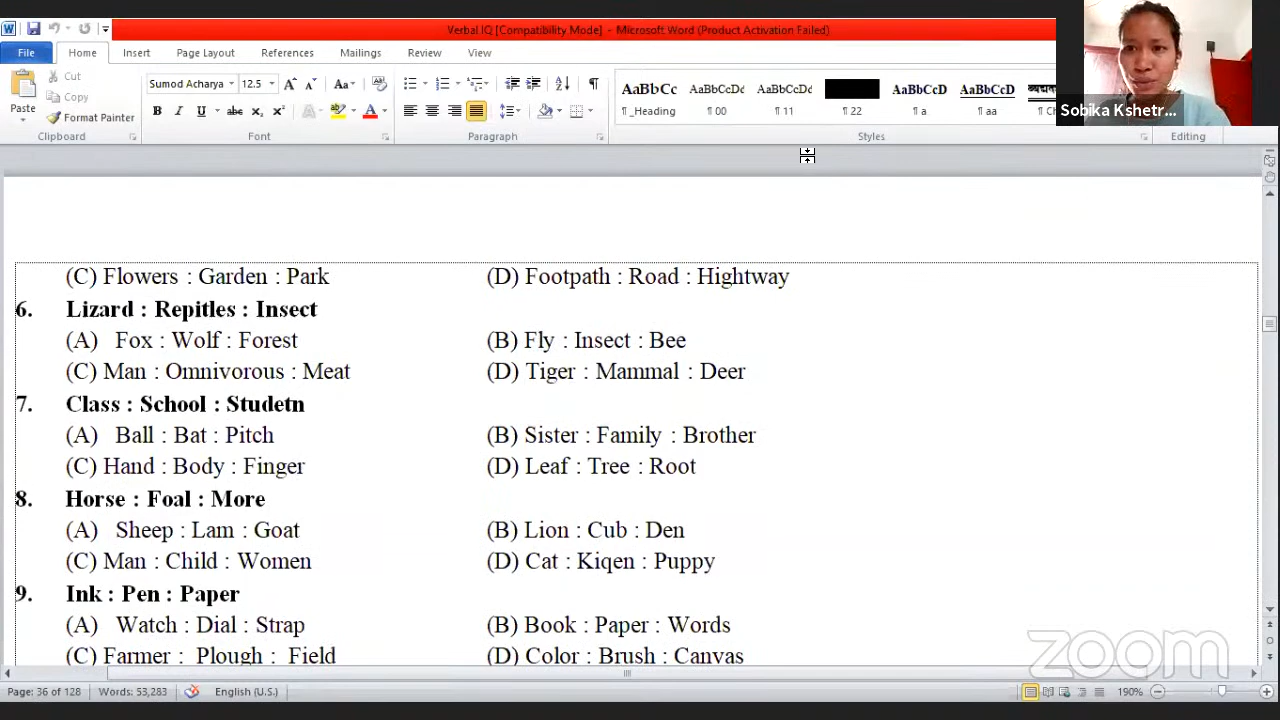 Verbal IQ [Compatibility Mode] - Microsoft Word (Product Activation Failed)
File Home Insert Page Layout References Mailings Review View
Paste Cut Copy Format Painter
Sumod Acharya 12.5
AaBbCc AaBbCcDc AaBbCcDd AaBbCcD AaBbCcD
¶ _Heading ¶ 00 ¶ 11 ¶ 22 ¶ a ¶ aa
Clipboard Font Paragraph Styles Editing
Sobika Kshetr...
(C) Flowers : Garden : Park (D) Footpath : Road : Hightway
6. Lizard : Repitles : Insect
(A) Fox : Wolf : Forest (B) Fly : Insect : Bee
(C) Man : Omnivorous : Meat (D) Tiger : Mammal : Deer
7. Class : School : Studetn
(A) Ball : Bat : Pitch (B) Sister : Family : Brother
(C) Hand : Body : Finger (D) Leaf : Tree : Root
8. Horse : Foal : More
(A) Sheep : Lam : Goat (B) Lion : Cub : Den
(C) Man : Child : Women (D) Cat : Kiqen : Puppy
9. Ink : Pen : Paper
(A) Watch : Dial : Strap (B) Book : Paper : Words
(C) Farmer : Plough : Field (D) Color : Brush : Canvas
zoom
Page: 36 of 128 Words: 53,283 English (U.S.) 190%